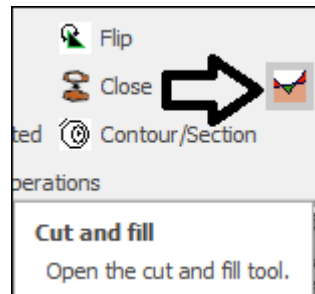 Flip
Close
ted Contour/Section
perations
Cut and fill
Open the cut and fill tool.